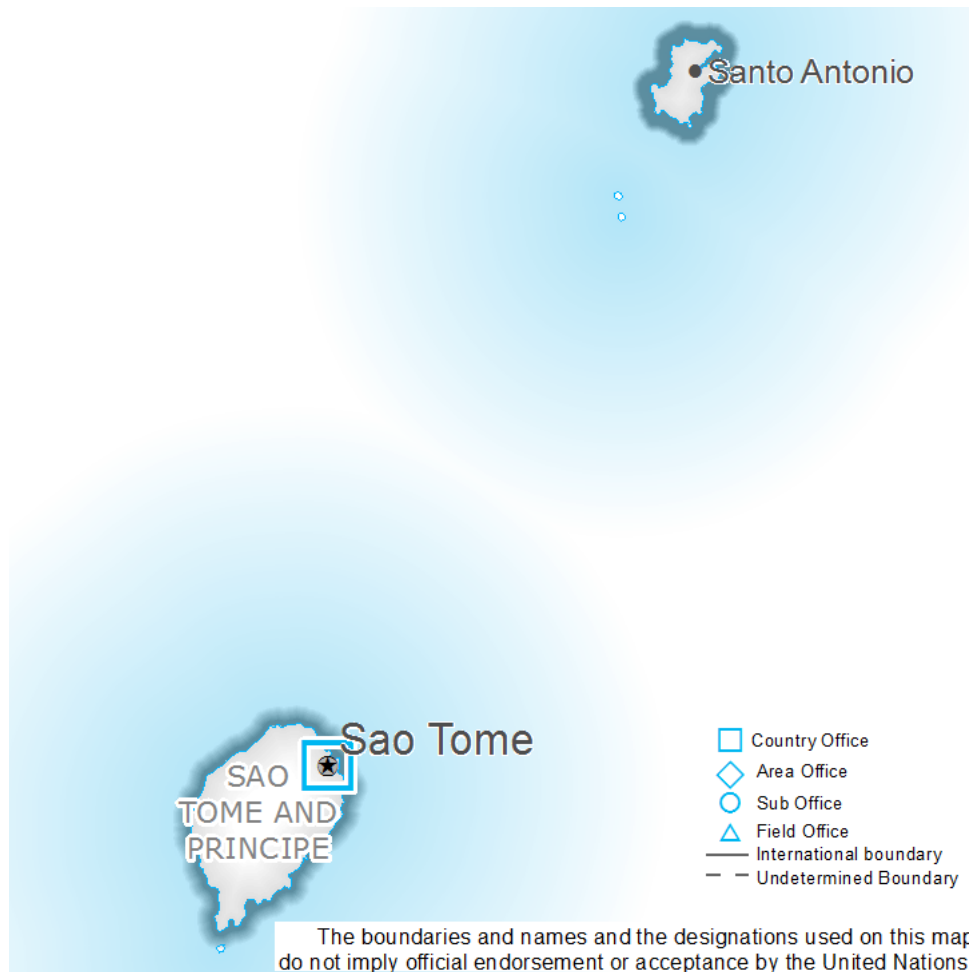 Santo Antonio
Sao Tome
SAO
TOME AND
PRINCIPE
Country Office
Area Office
Sub Office
Field Office
International boundary
Undetermined Boundary
The boundaries and names and the designations used on this map
do not imply official endorsement or acceptance by the United Nations